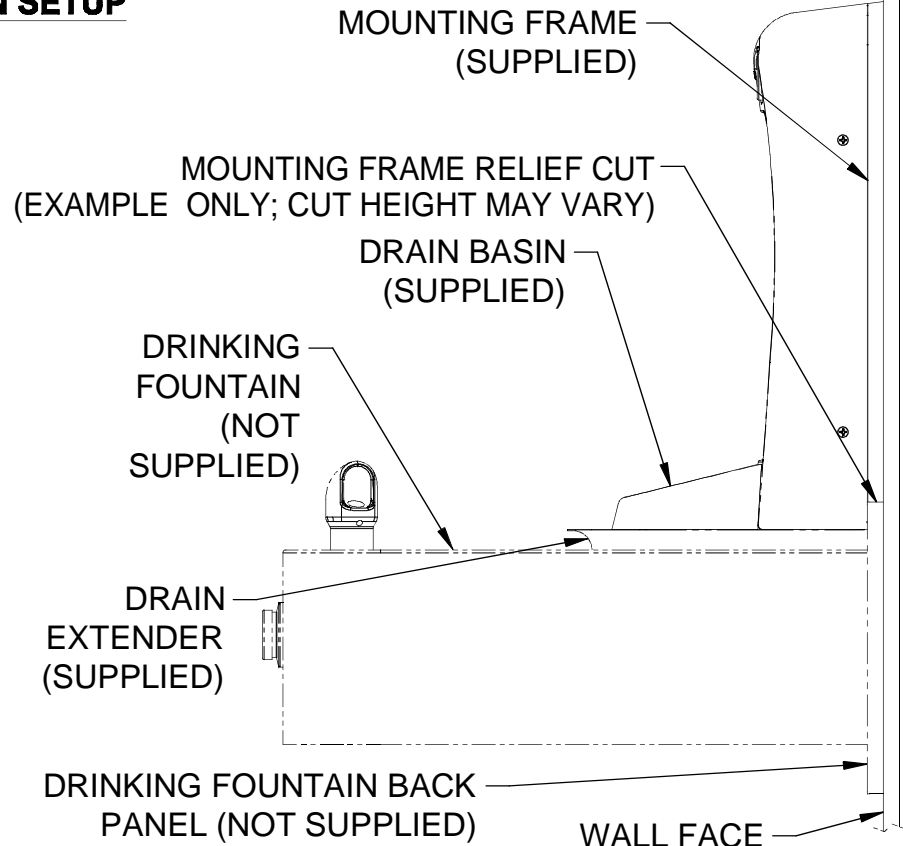 SETUP
MOUNTING FRAME
(SUPPLIED)
MOUNTING FRAME RELIEF CUT
(EXAMPLE ONLY; CUT HEIGHT MAY VARY)
DRAIN BASIN
(SUPPLIED)
DRINKING
FOUNTAIN
(NOT
SUPPLIED)
DRAIN
EXTENDER
(SUPPLIED)
DRINKING FOUNTAIN BACK
PANEL (NOT SUPPLIED)
WALL FACE